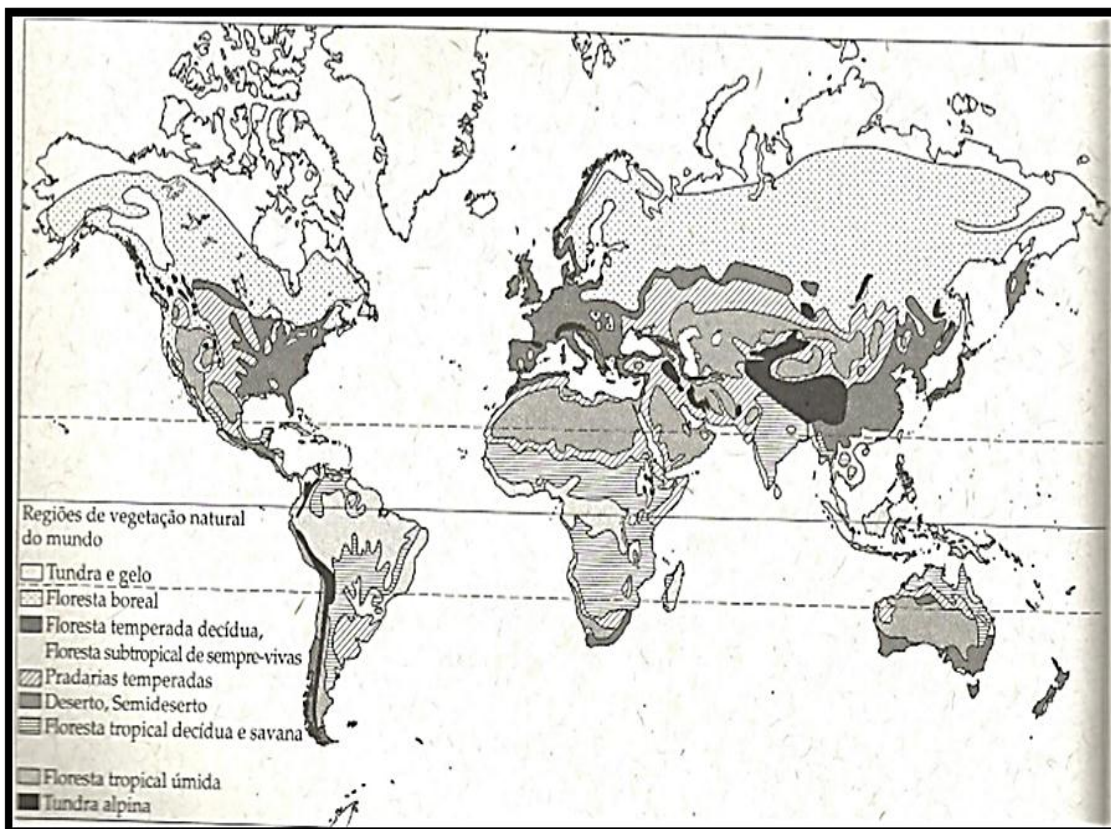 Regiões de vegetação natural
do mundo
Tundra e gelo
Floresta boreal
Floresta temperada decídua,
Floresta subtropical de sempre-vivas
Pradarias temperadas
Deserto, Semideserto
Floresta tropical decídua e savana
Floresta tropical úmida
Tundra alpina